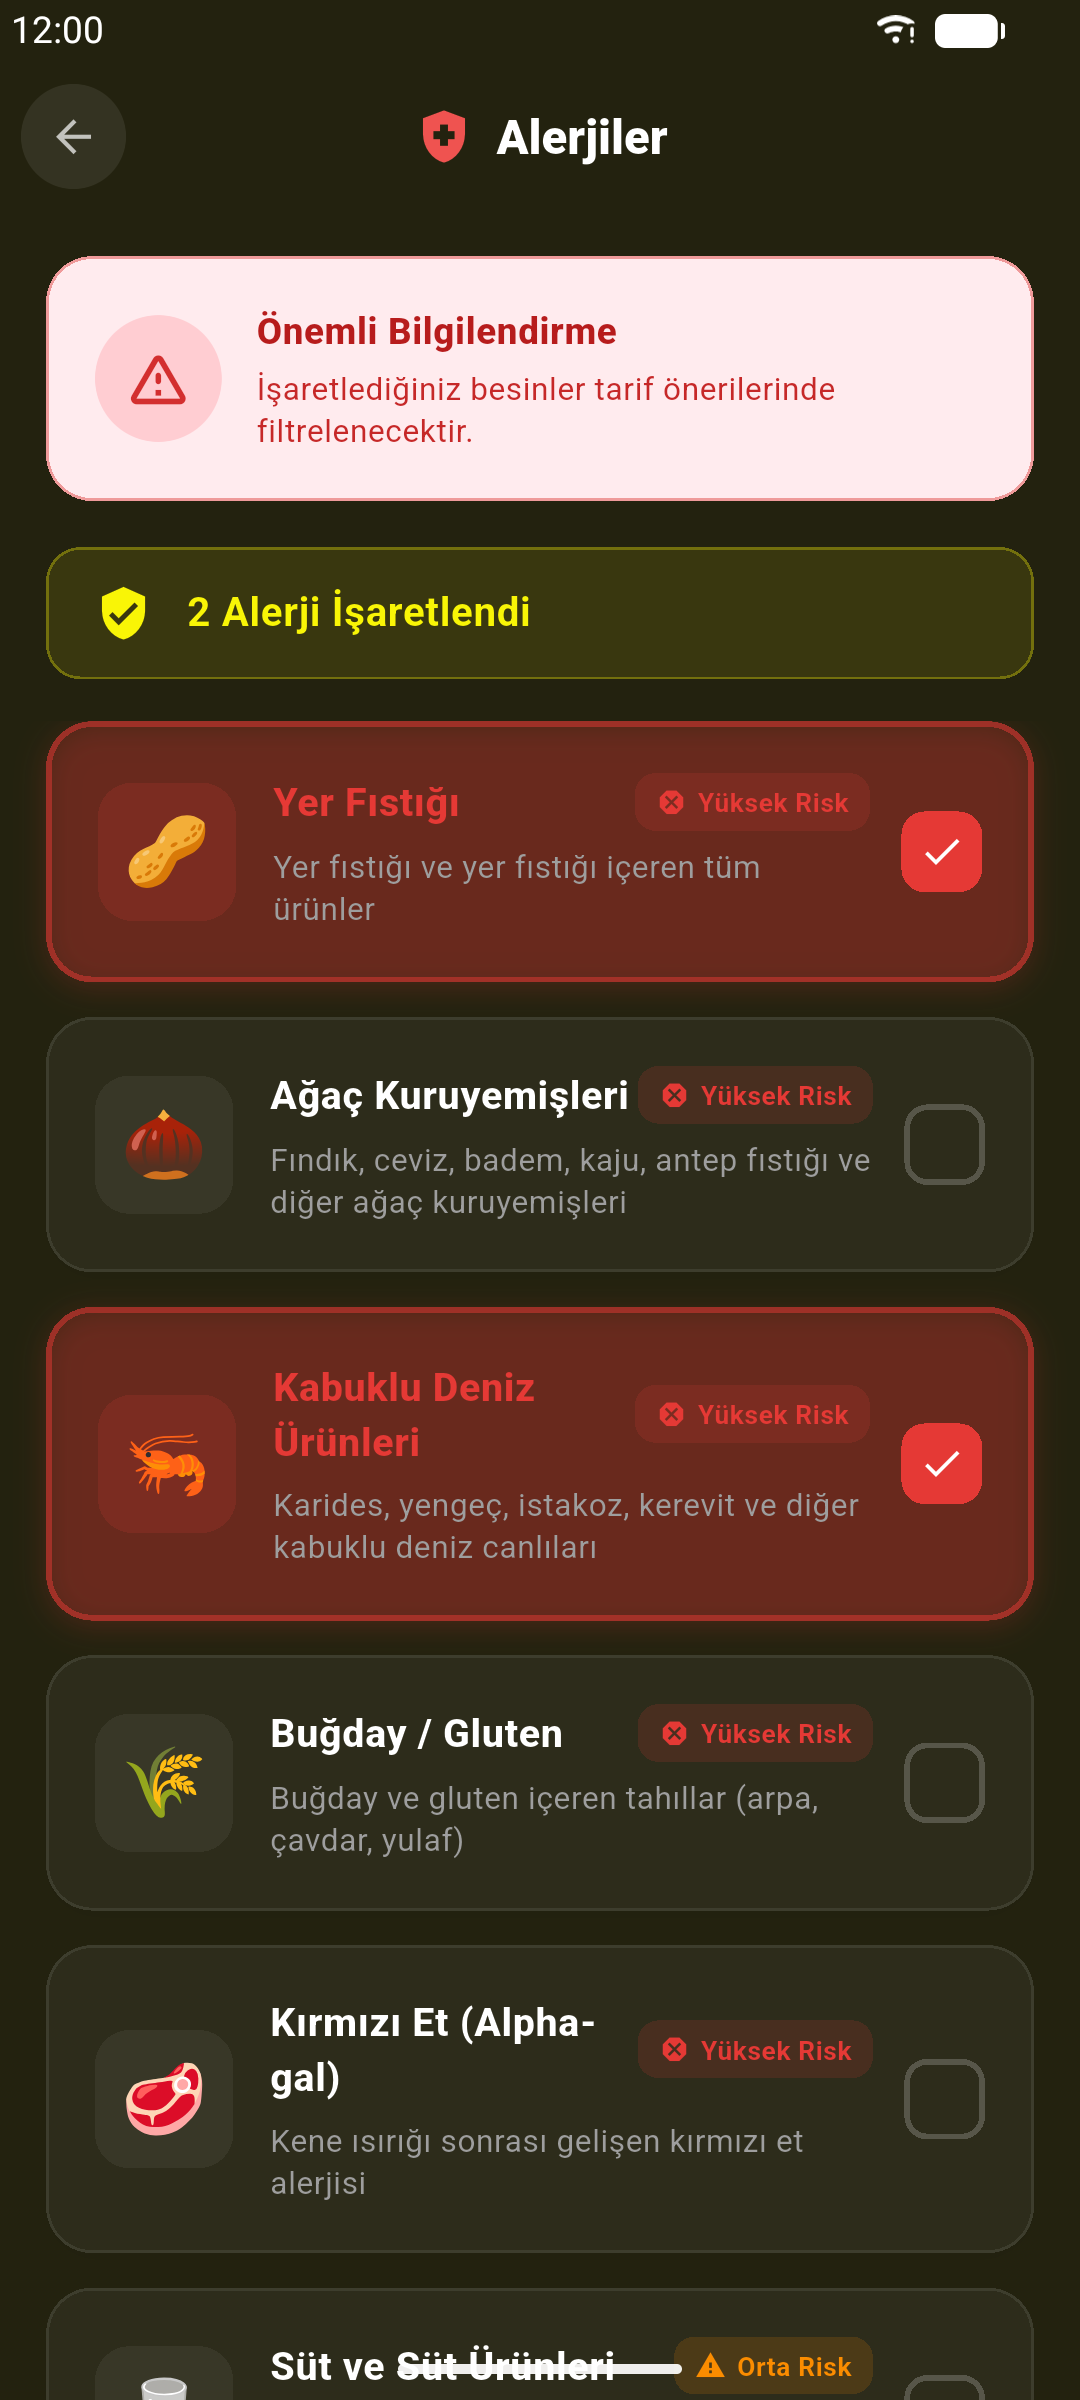 12:00
Alerjiler
Önemli Bilgilendirme
İşaretlediğiniz besinler tarif önerilerinde
filtrelenecektir.
2 Alerji İşaretlendi
Yer Fıstığı
Yüksek Risk
Yer fıstığı ve yer fıstığı içeren tüm
ürünler
Ağaç Kuruyemişleri
Yüksek Risk
Fındık, ceviz, badem, kaju, antep fıstığı ve
diğer ağaç kuruyemişleri
Kabuklu Deniz
Ürünleri
Yüksek Risk
Karides, yengeç, istakoz, kerevit ve diğer
kabuklu deniz canlıları
Buğday / Gluten
Yüksek Risk
Buğday ve gluten içeren tahıllar (arpa,
çavdar, yulaf)
Kırmızı Et (Alpha-
gal)
Yüksek Risk
Kene ısırığı sonrası gelişen kırmızı et
alerjisi
Süt ve Süt Ürünleri
Orta Risk